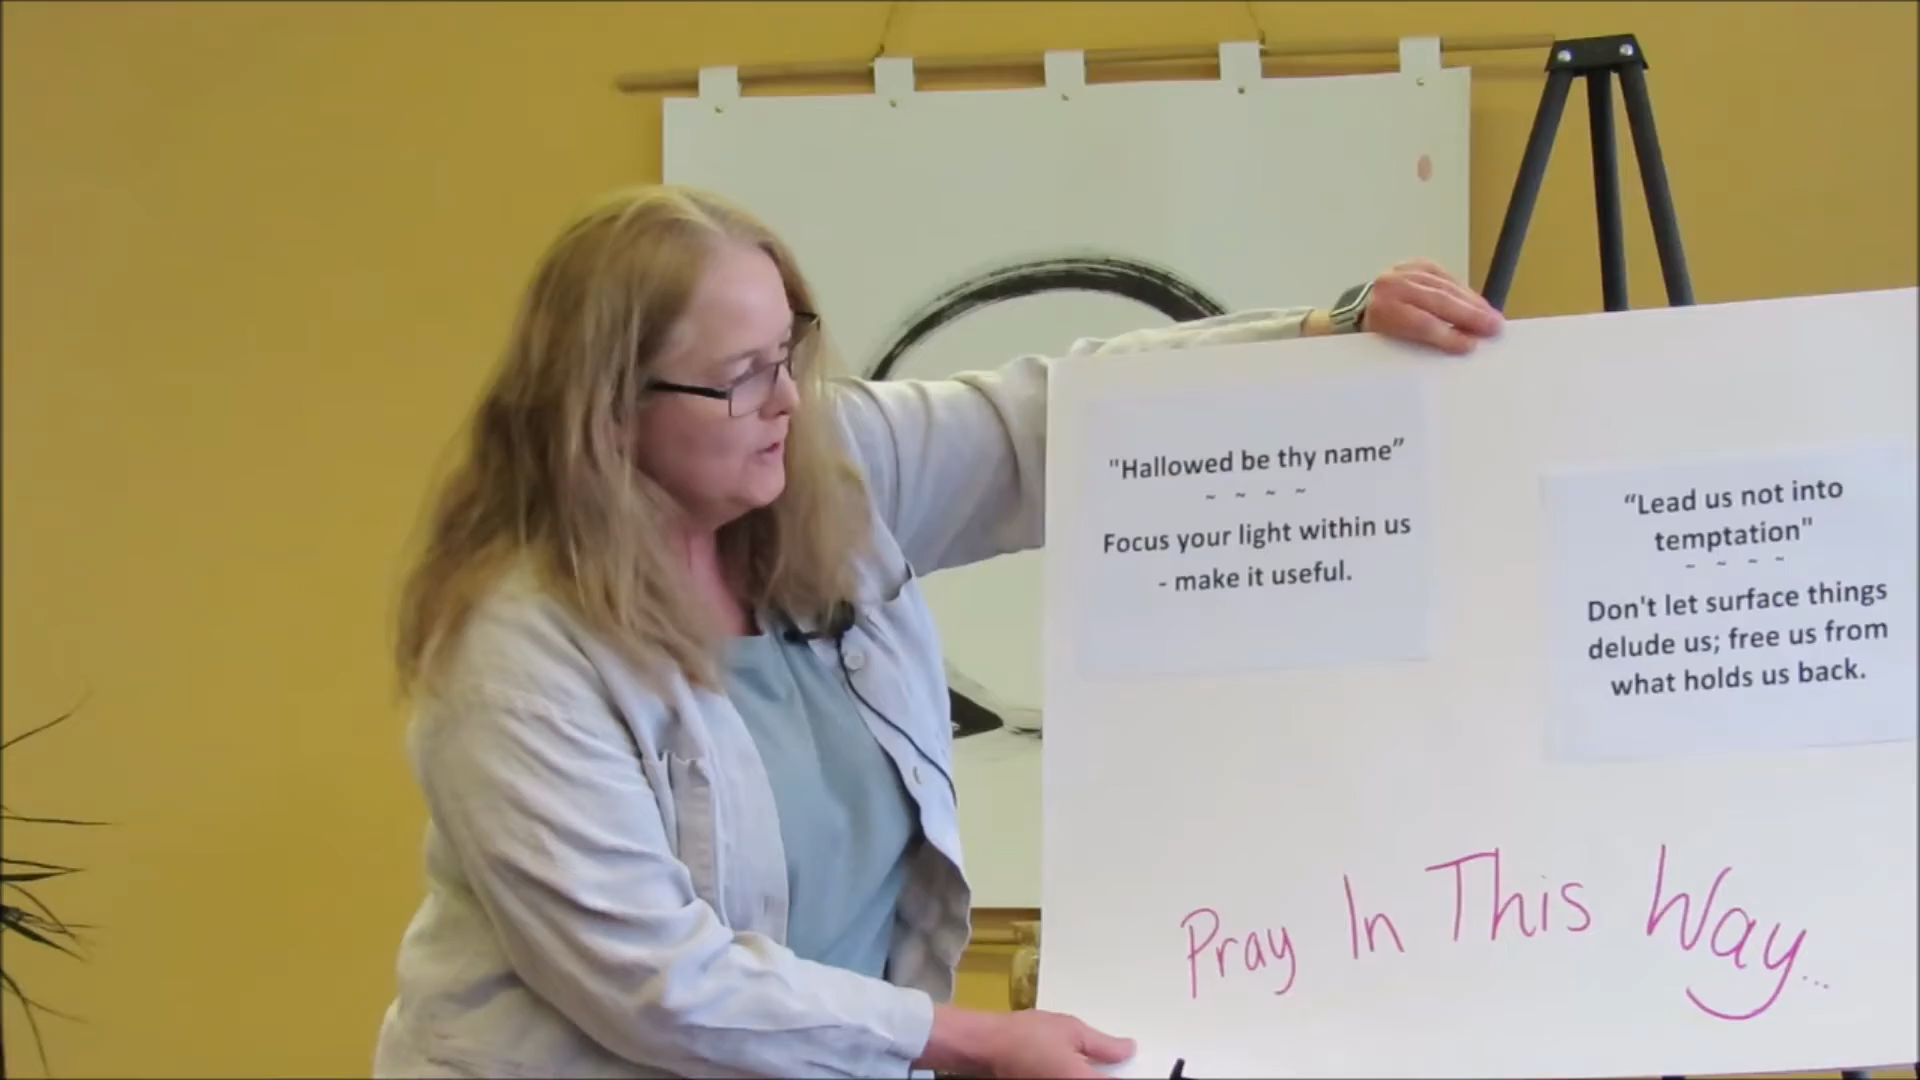 "Hallowed be thy name”
~ ~ ~ ~
Focus your light within us
- make it useful.
“Lead us not into
temptation"
~ ~ ~ ~
Don't let surface things
delude us; free us from
what holds us back.
Pray In This Way...